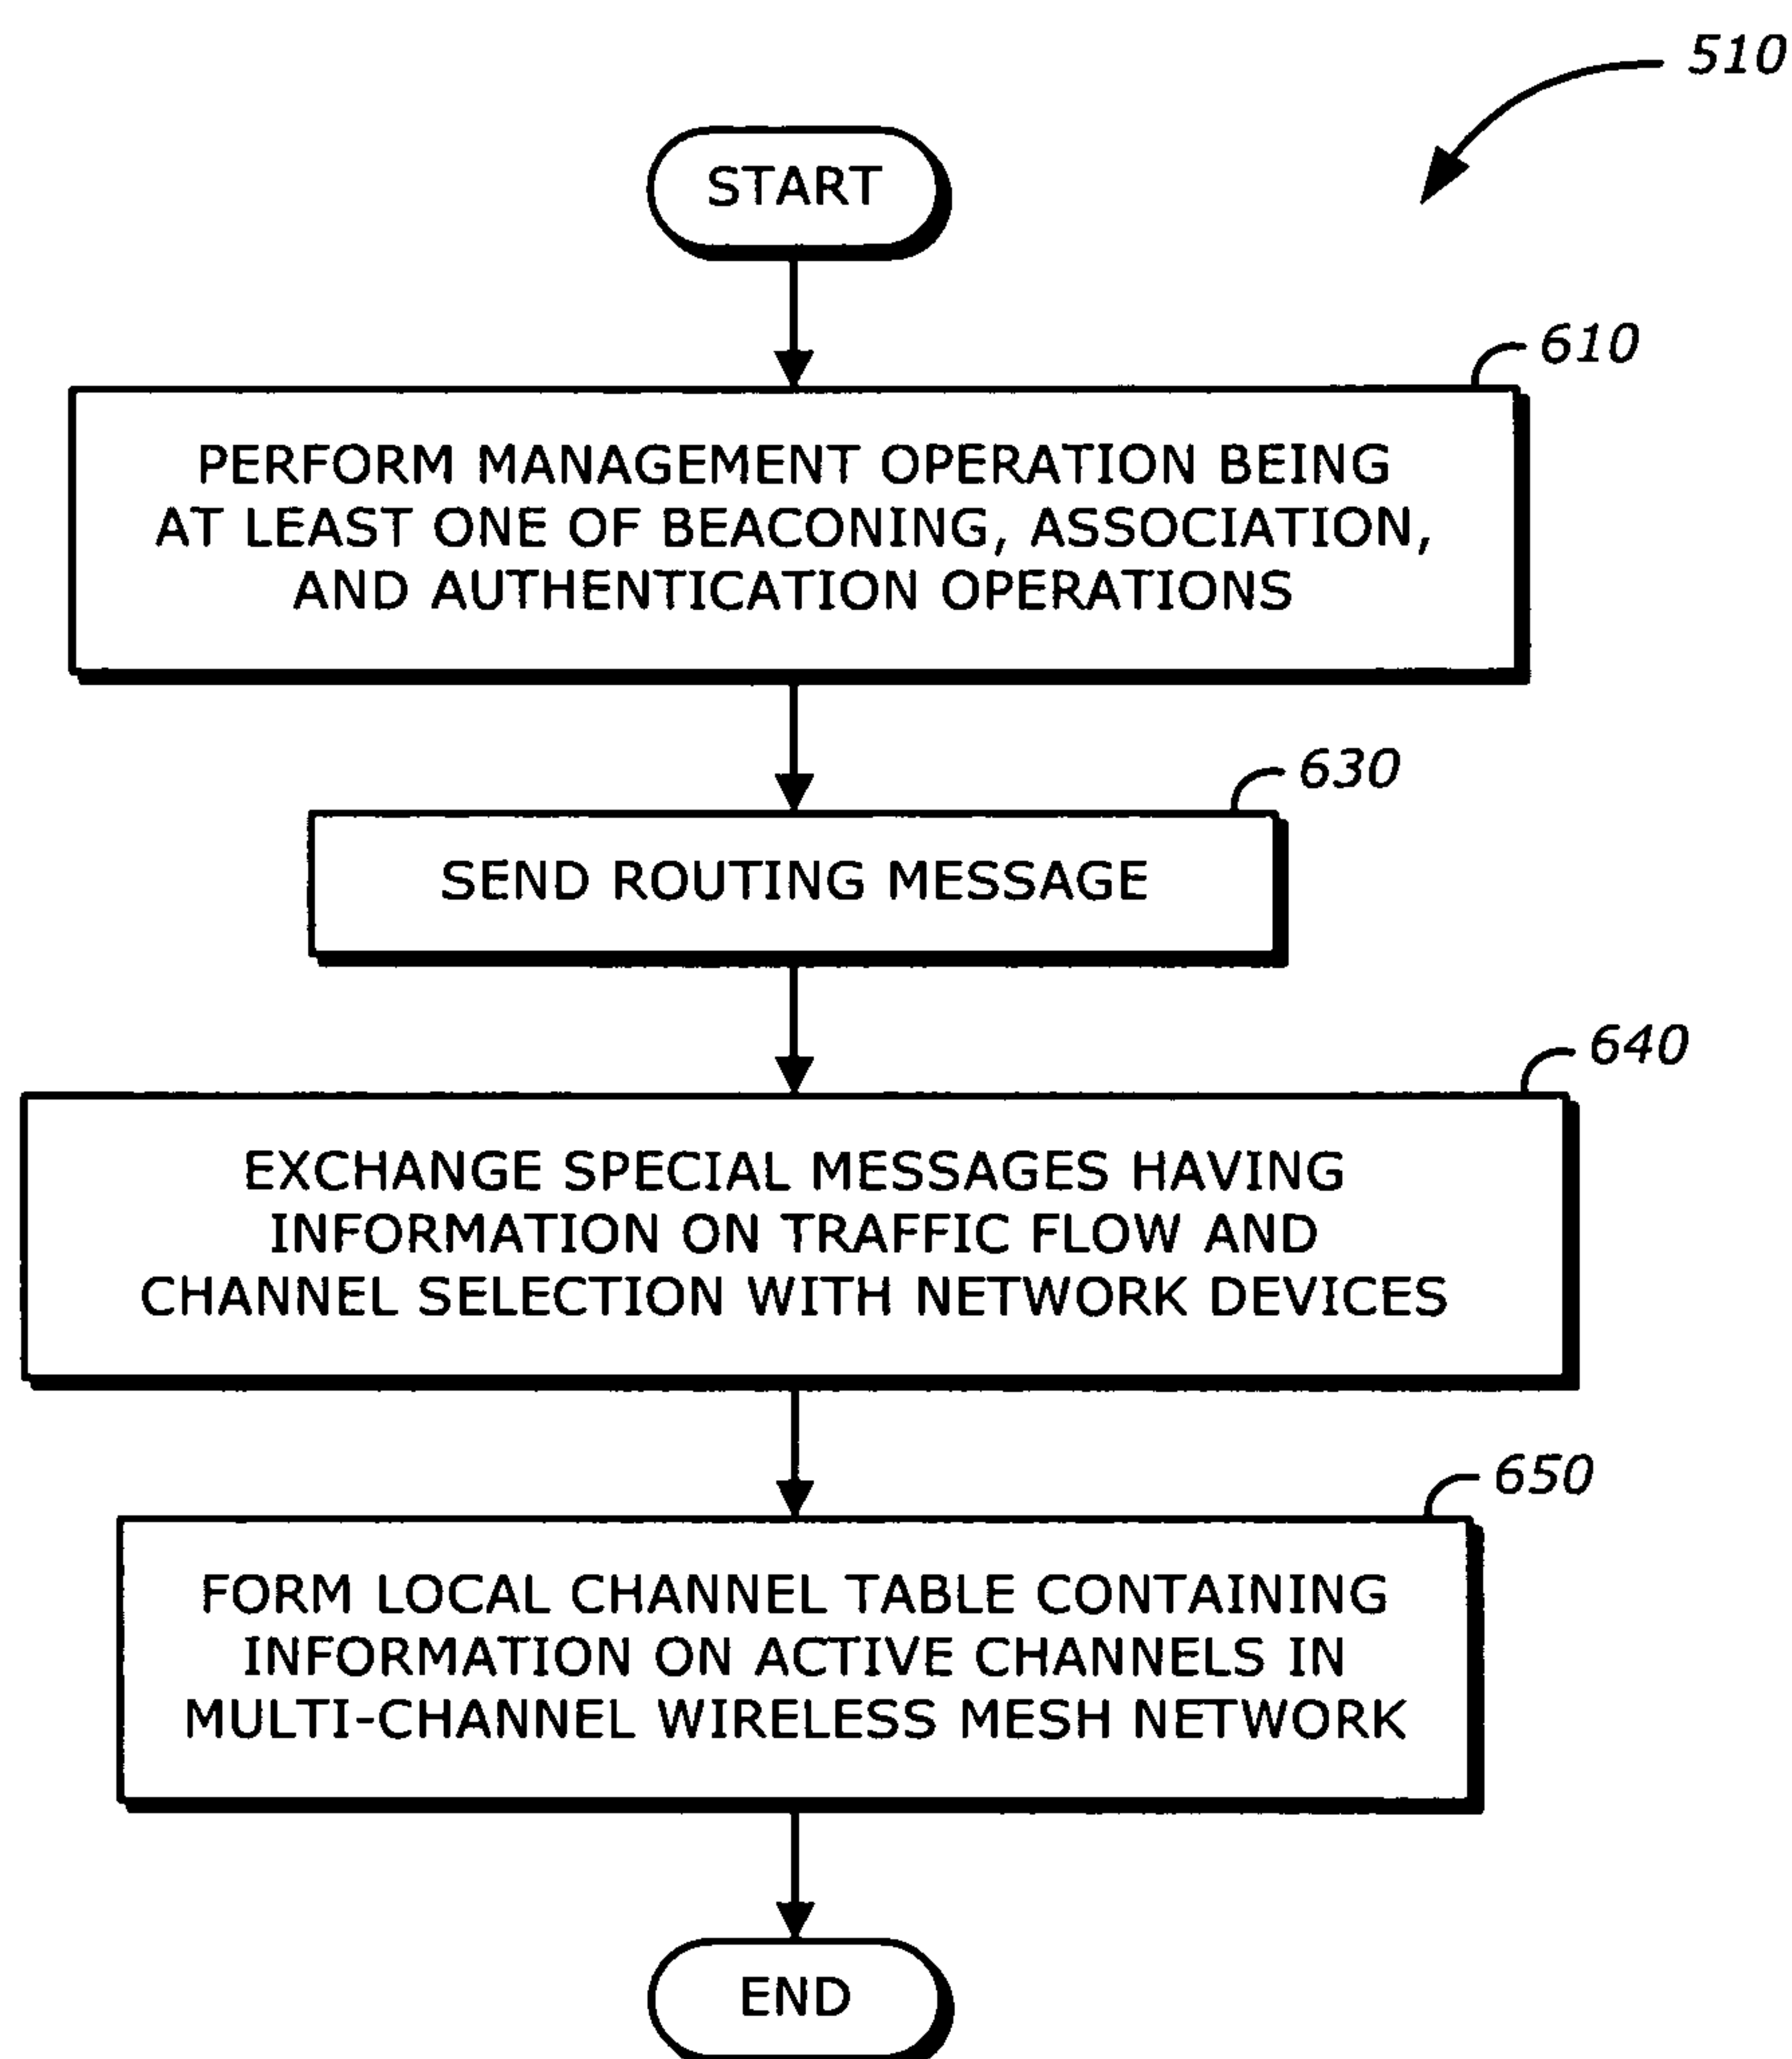 510
START
610
PERFORM MANAGEMENT OPERATION BEING
AT LEAST ONE OF BEACONING, ASSOCIATION,
AND AUTHENTICATION OPERATIONS
630
SEND ROUTING MESSAGE
640
EXCHANGE SPECIAL MESSAGES HAVING
INFORMATION ON TRAFFIC FLOW AND
CHANNEL SELECTION WITH NETWORK DEVICES
650
FORM LOCAL CHANNEL TABLE CONTAINING
INFORMATION ON ACTIVE CHANNELS IN
MULTI-CHANNEL WIRELESS MESH NETWORK
END